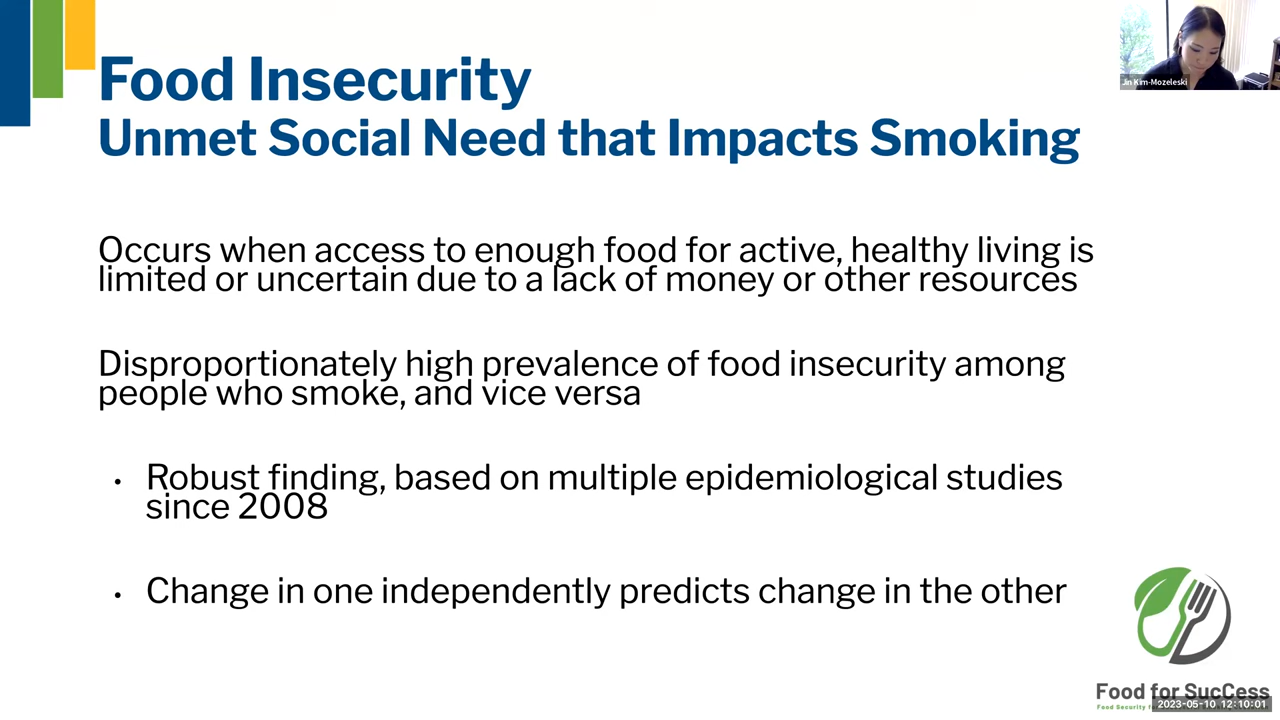 Food Insecurity
Unmet Social Need that Impacts Smoking
Jin Kim-Mozeleski
Occurs when access to enough food for active, healthy living is
limited or uncertain due to a lack of money or other resources
Disproportionately high prevalence of food insecurity among
people who smoke, and vice versa
• Robust finding, based on multiple epidemiological studies
since 2008
• Change in one independently predicts change in the other
Food for SucCess
Food Security
2023-05-10 12:10:01